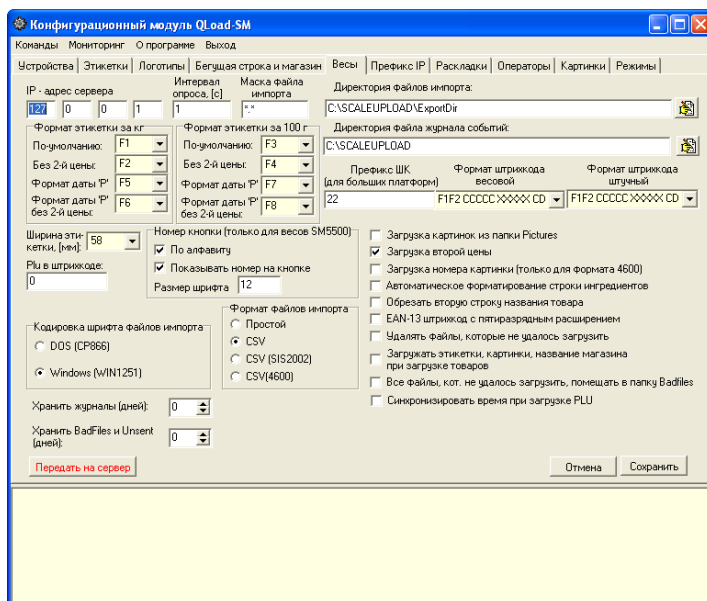 Конфигурационный модуль QLoad-SM
Команды Мониторинг О программе Выход
Устройства Этикетки Логотипы Бегущая строка и магазин Весы Префикс IP Раскладки Операторы Картинки Режимы
IP - адрес сервера
127 0 0 1
Интервал
опроса, [с]
1
Маска файла
импорта
*.*
Директория файлов импорта:
C:\SCALEUPLOAD\ExportDir
Директория файла журнала событий:
C:\SCALEUPLOAD
Формат этикетки за кг
По-умолчанию: F1
Без 2-й цены: F2
Формат даты 'P' F5
Формат даты 'P'
без 2-й цены: F6
Формат этикетки за 100 г
По-умолчанию: F3
Без 2-й цены: F4
Формат даты 'P' F7
Формат даты 'P'
без 2-й цены: F8
Префикс ШК
(для больших платформ)
22
Формат штрихкода
весовой
F1F2 CCCCC XXXXX CD
Формат штрихкода
штучный
F1F2 CCCCC XXXXX CD
Ширина эти-
кетки, [мм]: 58
Plu в штрихкоде:
0
Номер кнопки (только для весов SM5500)
По алфавиту
Показывать номер на кнопке
Размер шрифта 12
Загрузка картинок из папки Pictures
Загрузка второй цены
Загрузка номера картинки (только для формата 4600)
Автоматическое форматирование строки ингредиентов
Обрезать вторую строку названия товара
EAN-13 штрихкод с пятиразрядным расширением
Удалять файлы, которые не удалось загрузить
Загружать этикетки, картинки, название магазина
при загрузке товаров
Все файлы, кот. не удалось загрузить, помещать в папку Badfiles
Синхронизировать время при загрузке PLU
Кодировка шрифта файлов импорта
DOS (CP866)
Windows (WIN1251)
Формат файлов импорта
Простой
CSV
CSV (SIS2002)
CSV(4600)
Хранить журналы (дней): 0
Хранить BadFiles и Unsent
(дней): 0
Передать на сервер
Отмена
Сохранить